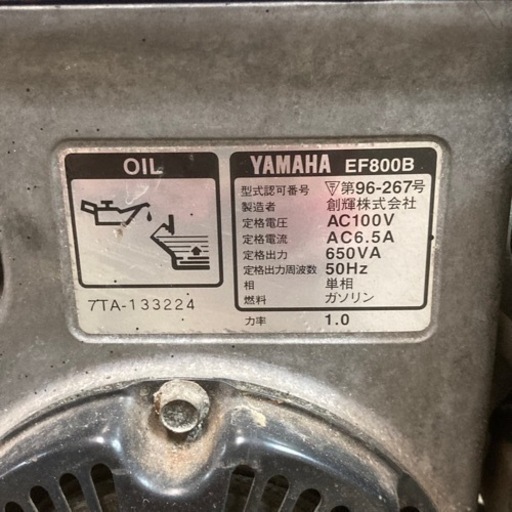 OIL
7TA-133224
YAMAHA EF800B
型式認可番号 第96-267号
製造者 創輝株式会社
定格電圧 AC100V
定格電流 AC6.5A
定格出力 650VA
定格出力周波数 50Hz
相 単相
燃料 ガソリン
力率 1.0